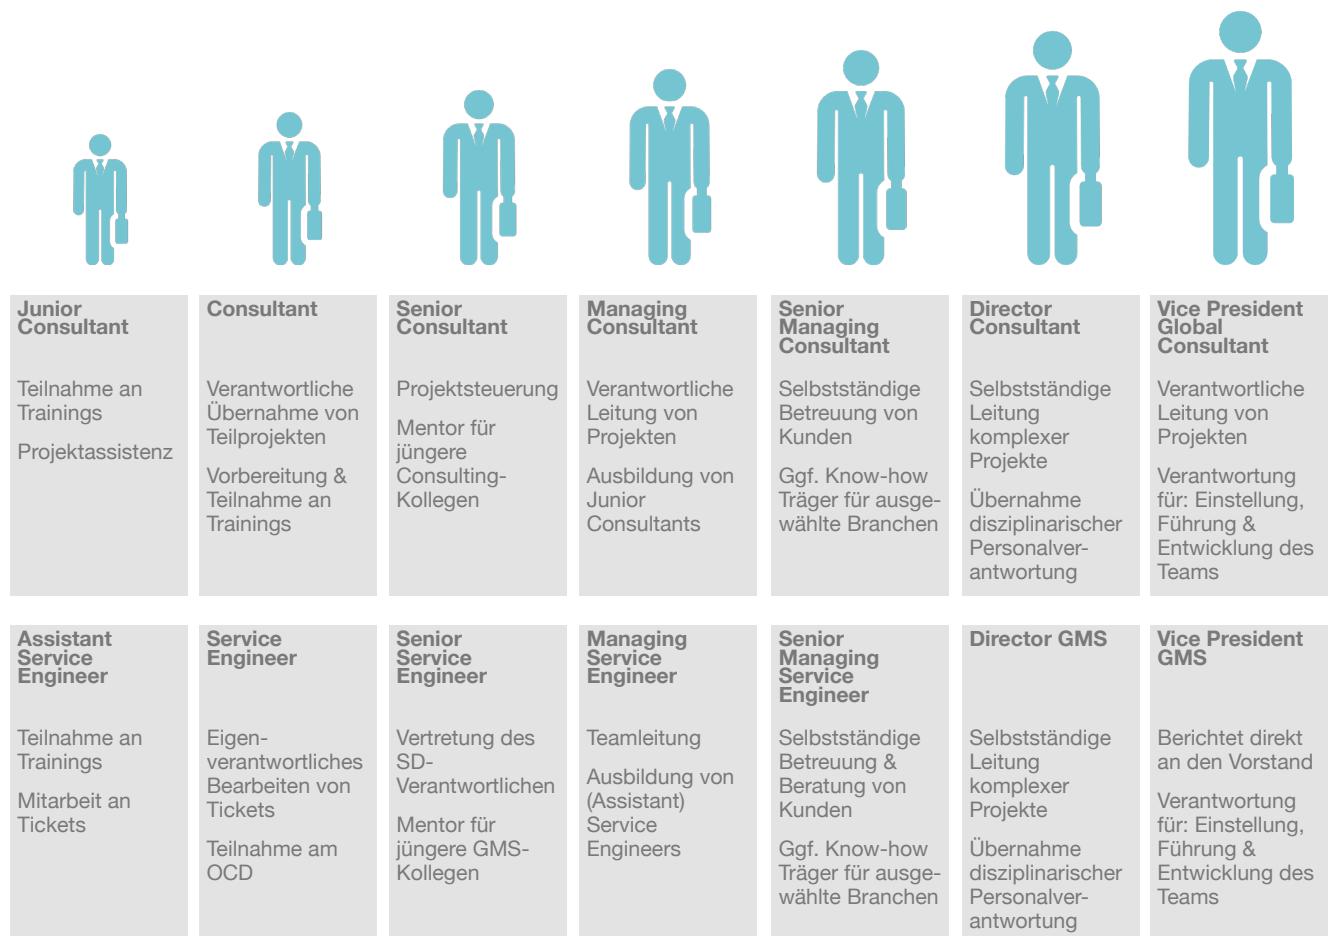 Junior
Consultant
Teilnahme an
Trainings
Projektassistenz
Consultant
Verantwortliche
Übernahme von
Teilprojekten
Vorbereitung &
Teilnahme an
Trainings
Senior
Consultant
Projektsteuerung
Mentor für
jüngere
Consulting-
Kollegen
Managing
Consultant
Verantwortliche
Leitung von
Projekten
Ausbildung von
Junior
Consultants
Senior
Managing
Consultant
Selbstständige
Betreuung von
Kunden
Ggf. Know-how
Träger für ausge-
wählte Branchen
Director
Consultant
Selbstständige
Leitung
komplexer
Projekte
Übernahme
disziplinarischer
Personalver-
antwortung
Vice President
Global
Consultant
Verantwortliche
Leitung von
Projekten
Verantwortung
für: Einstellung,
Führung &
Entwicklung des
Teams
Assistant
Service
Engineer
Teilnahme an
Trainings
Mitarbeit an
Tickets
Service
Engineer
Eigen-
verantwortliches
Bearbeiten von
Tickets
Teilnahme am
OCD
Senior
Service
Engineer
Vertretung des
SD-
Verantwortlichen
Mentor für
jüngere GMS-
Kollegen
Managing
Service
Engineer
Teamleitung
Ausbildung von
(Assistant)
Service
Engineers
Senior
Managing
Service
Engineer
Selbstständige
Betreuung &
Beratung von
Kunden
Ggf. Know-how
Träger für ausge-
wählte Branchen
Director GMS
Selbstständige
Leitung
komplexer
Projekte
Übernahme
disziplinarischer
Personalver-
antwortung
Vice President
GMS
Berichtet direkt
an den Vorstand
Verantwortung
für: Einstellung,
Führung &
Entwicklung des
Teams